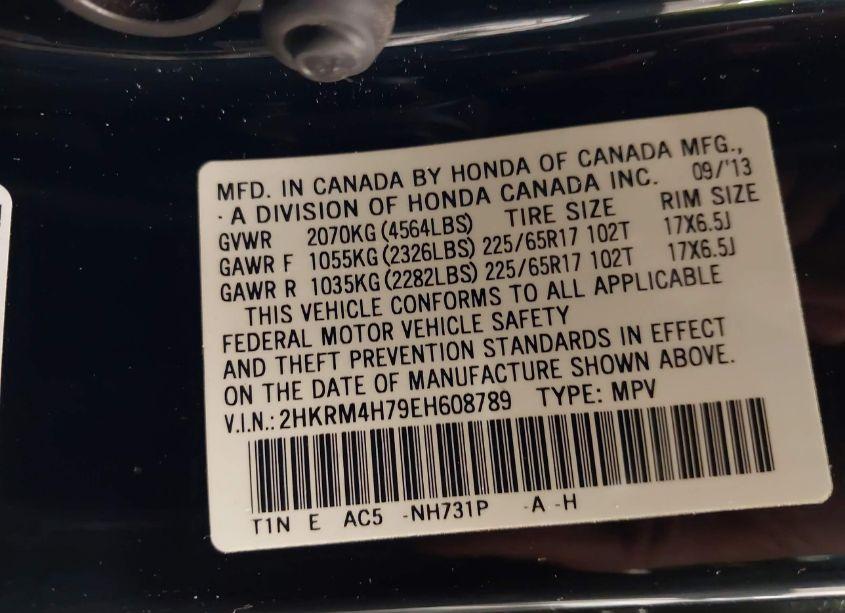 MFD. IN CANADA BY HONDA OF CANADA MFG.,
· A DIVISION OF HONDA CANADA INC. 09/'13
GVWR 2070KG (4564LBS) TIRE SIZE RIM SIZE
GAWR F 1055KG (2326LBS) 225/65R17 102T 17X6.5J
GAWR R 1035KG (2282LBS) 225/65R17 102T 17X6.5J
THIS VEHICLE CONFORMS TO ALL APPLICABLE
FEDERAL MOTOR VEHICLE SAFETY
AND THEFT PREVENTION STANDARDS IN EFFECT
ON THE DATE OF MANUFACTURE SHOWN ABOVE.
V.I.N.: 2HKRM4H79EH608789 TYPE: MPV
T1N E AC5 -NH731P -A -H